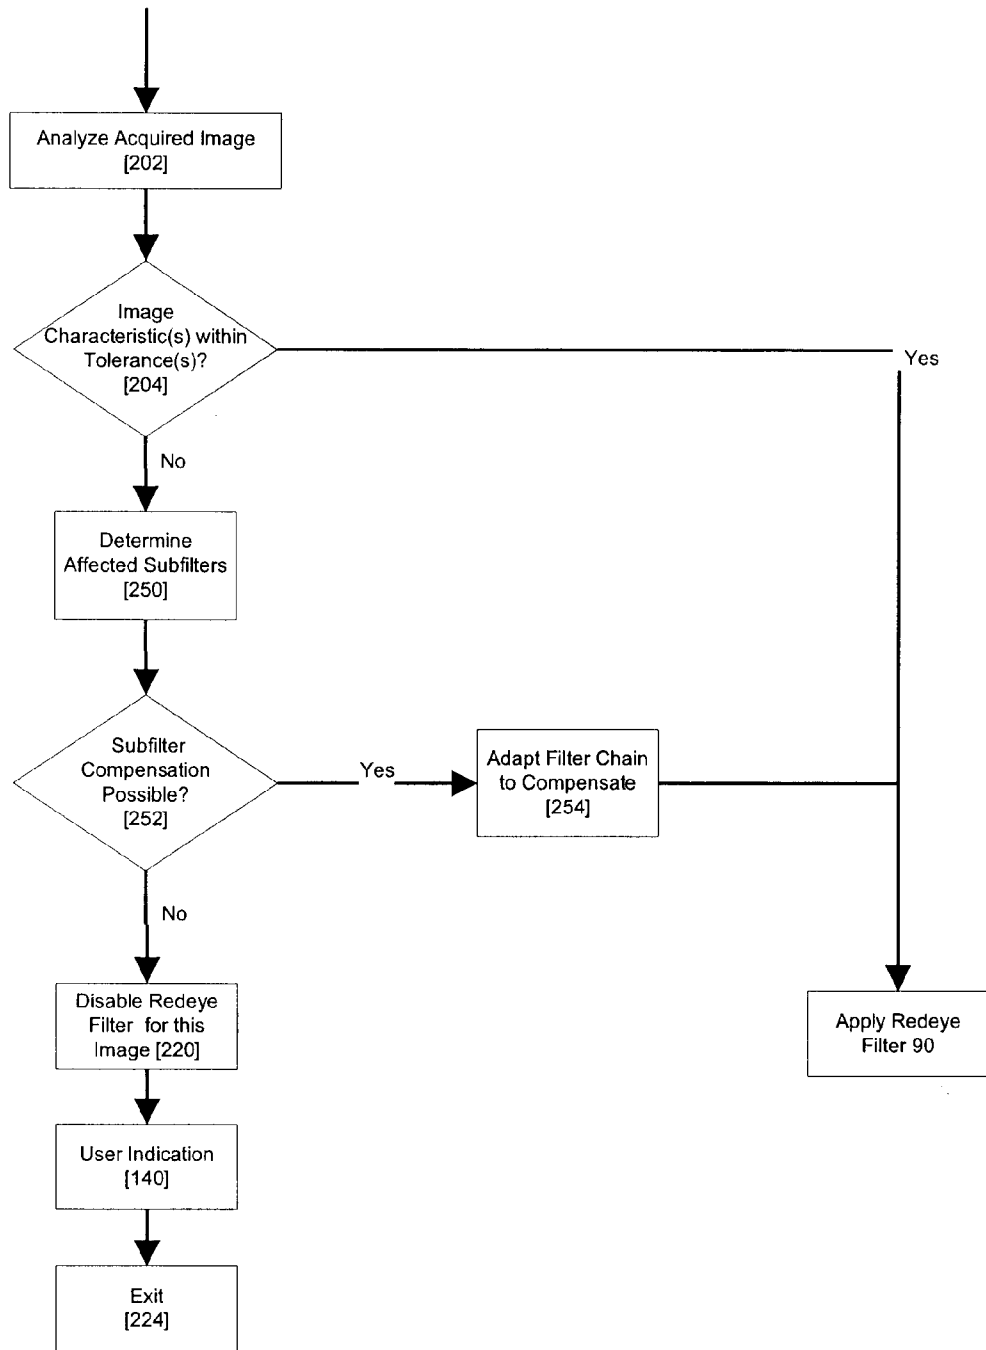 Analyze Acquired Image
[202]
Image
Characteristic(s) within
Tolerance(s)?
[204]
Yes
No
Determine
Affected Subfilters
[250]
Subfilter
Compensation
Possible?
[252]
Yes
Adapt Filter Chain
to Compensate
[254]
No
Disable Redeye
Filter for this
Image [220]
Apply Redeye
Filter 90
User Indication
[140]
Exit
[224]